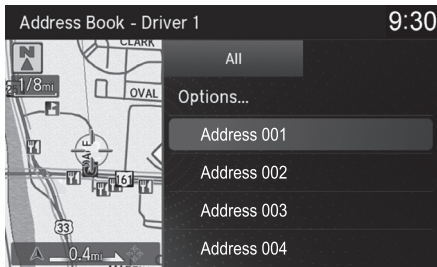 Address Book - Driver 1
9:30
N
CLARK
1/8mi
OVAL
161
33
0.4mi
All
Options...
Address 001
Address 002
Address 003
Address 004